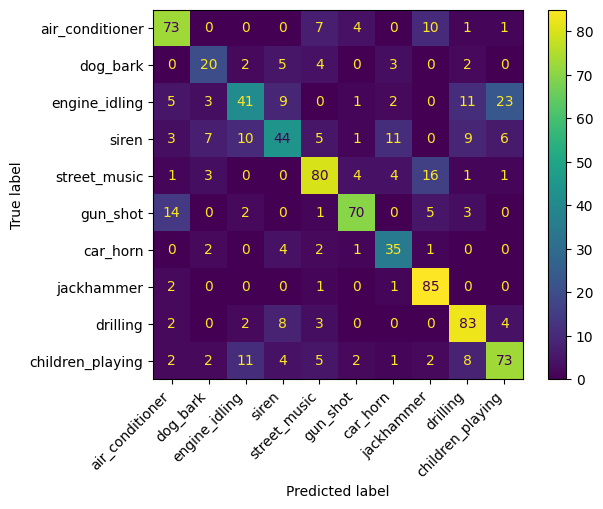 air_conditioner 73 0 0 0 7 4 0 10 1 1
dog_bark 0 20 2 5 4 0 3 0 2 0
engine_idling 5 3 41 9 0 1 2 0 11 23
siren 3 7 10 44 5 1 11 0 9 6
street_music 1 3 0 0 80 4 4 16 1 1
gun_shot 14 0 2 0 1 70 0 5 3 0
car_horn 0 2 0 4 2 1 35 1 0 0
jackhammer 2 0 0 0 1 0 1 85 0 0
drilling 2 0 2 8 3 0 0 0 83 4
children_playing 2 2 11 4 5 2 1 2 8 73
air_conditioner
dog_bark
engine_idling
siren
street_music
gun_shot
car_horn
jackhammer
drilling
children_playing
Predicted label
True label
80
70
60
50
40
30
20
10
0